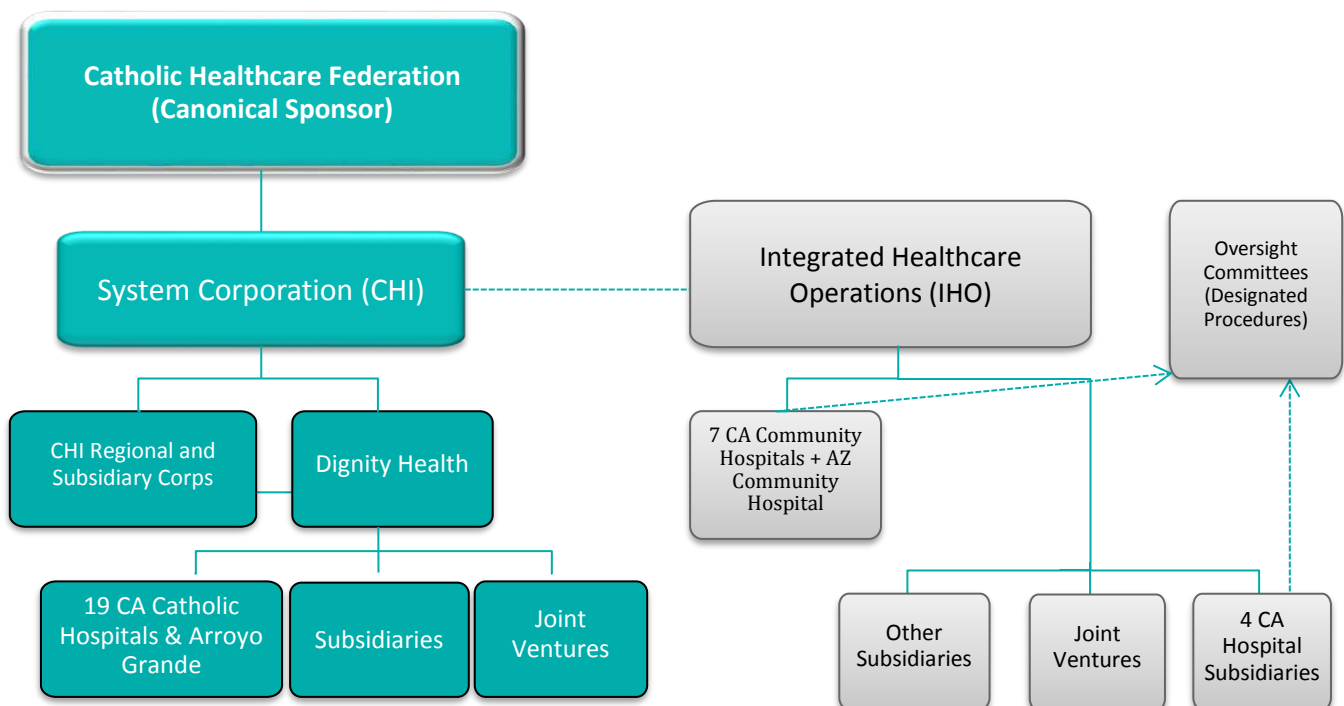 Catholic Healthcare Federation
(Canonical Sponsor)
System Corporation (CHI)
Integrated Healthcare
Operations (IHO)
Oversight
Committees
(Designated
Procedures)
CHI Regional and
Subsidiary Corps
Dignity Health
7 CA Community
Hospitals + AZ
Community
Hospital
19 CA Catholic
Hospitals & Arroyo
Grande
Subsidiaries
Joint
Ventures
Other
Subsidiaries
Joint
Ventures
4 CA
Hospital
Subsidiaries